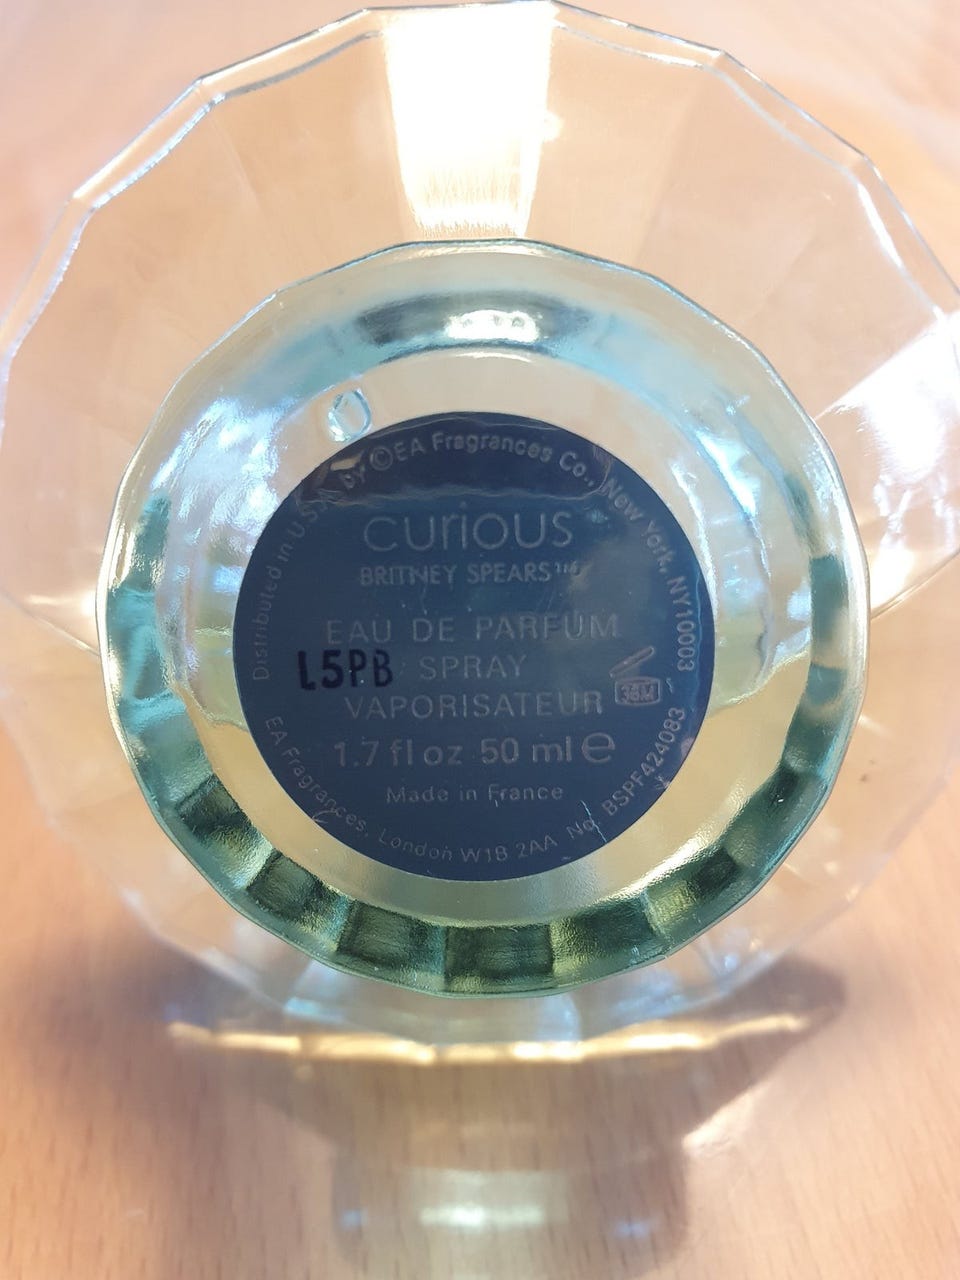 Distributed in U.S.A. by ©EA Fragrances Co., New York, NY10003
curious
BRITNEY SPEARS™
EAU DE PARFUM
L5PB
SPRAY
36M
VAPORISATEUR
1.7 fl oz 50 ml e
Made in France
EA Fragrances, London W1B 2AA No. BSPF424083